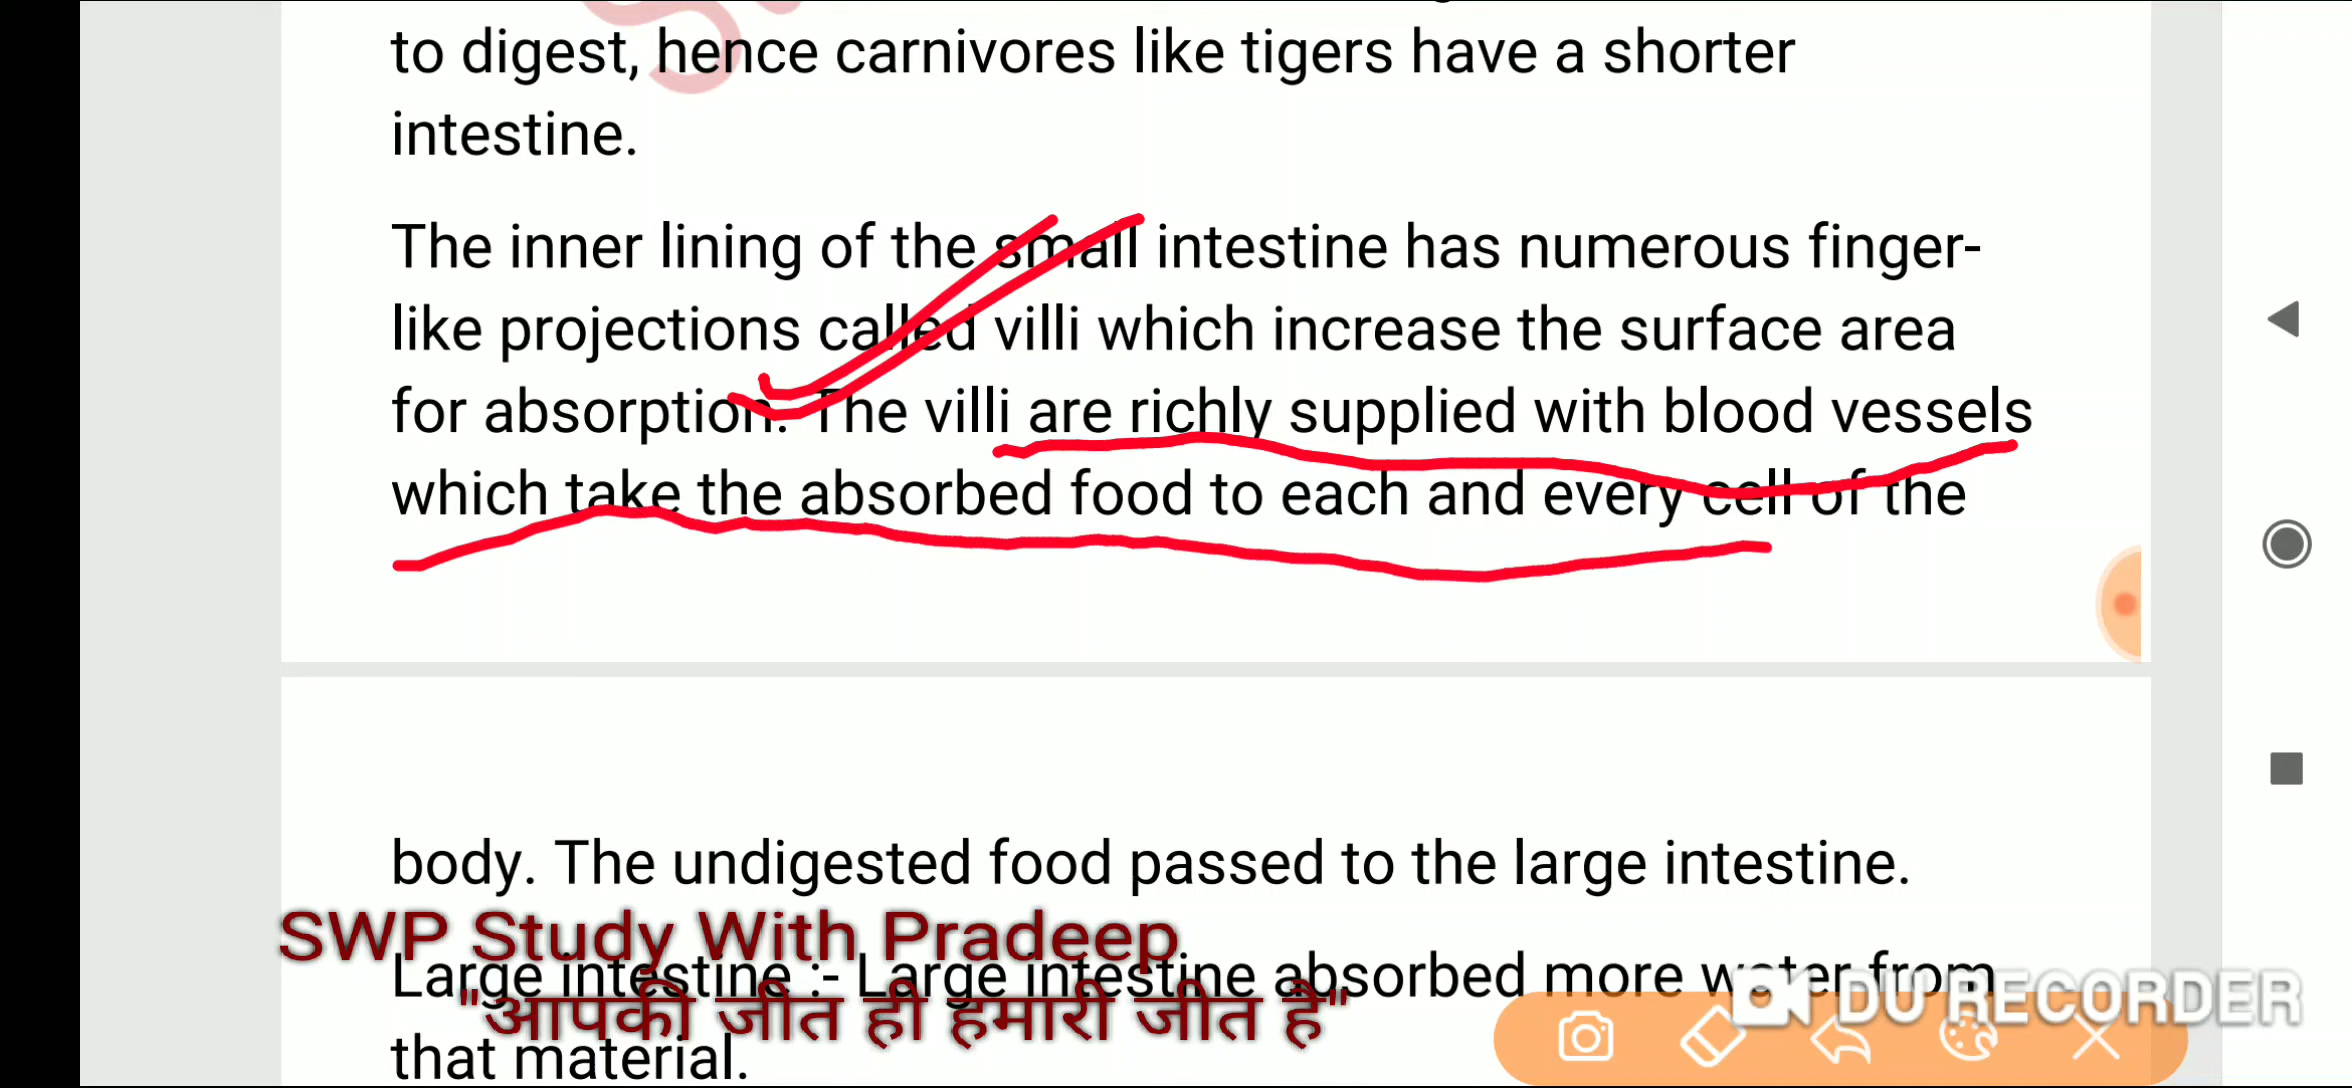 to digest, hence carnivores like tigers have a shorter
intestine.
The inner lining of the small intestine has numerous finger-
like projections called villi which increase the surface area
for absorption. The villi are richly supplied with blood vessels
which take the absorbed food to each and every cell of the
body. The undigested food passed to the large intestine.
SWP Study With Pradeep
Large intestine :- Large intestine absorbed more water from
"आपकी जीत ही हमारी जीत है"
DU RECORDER
that material.